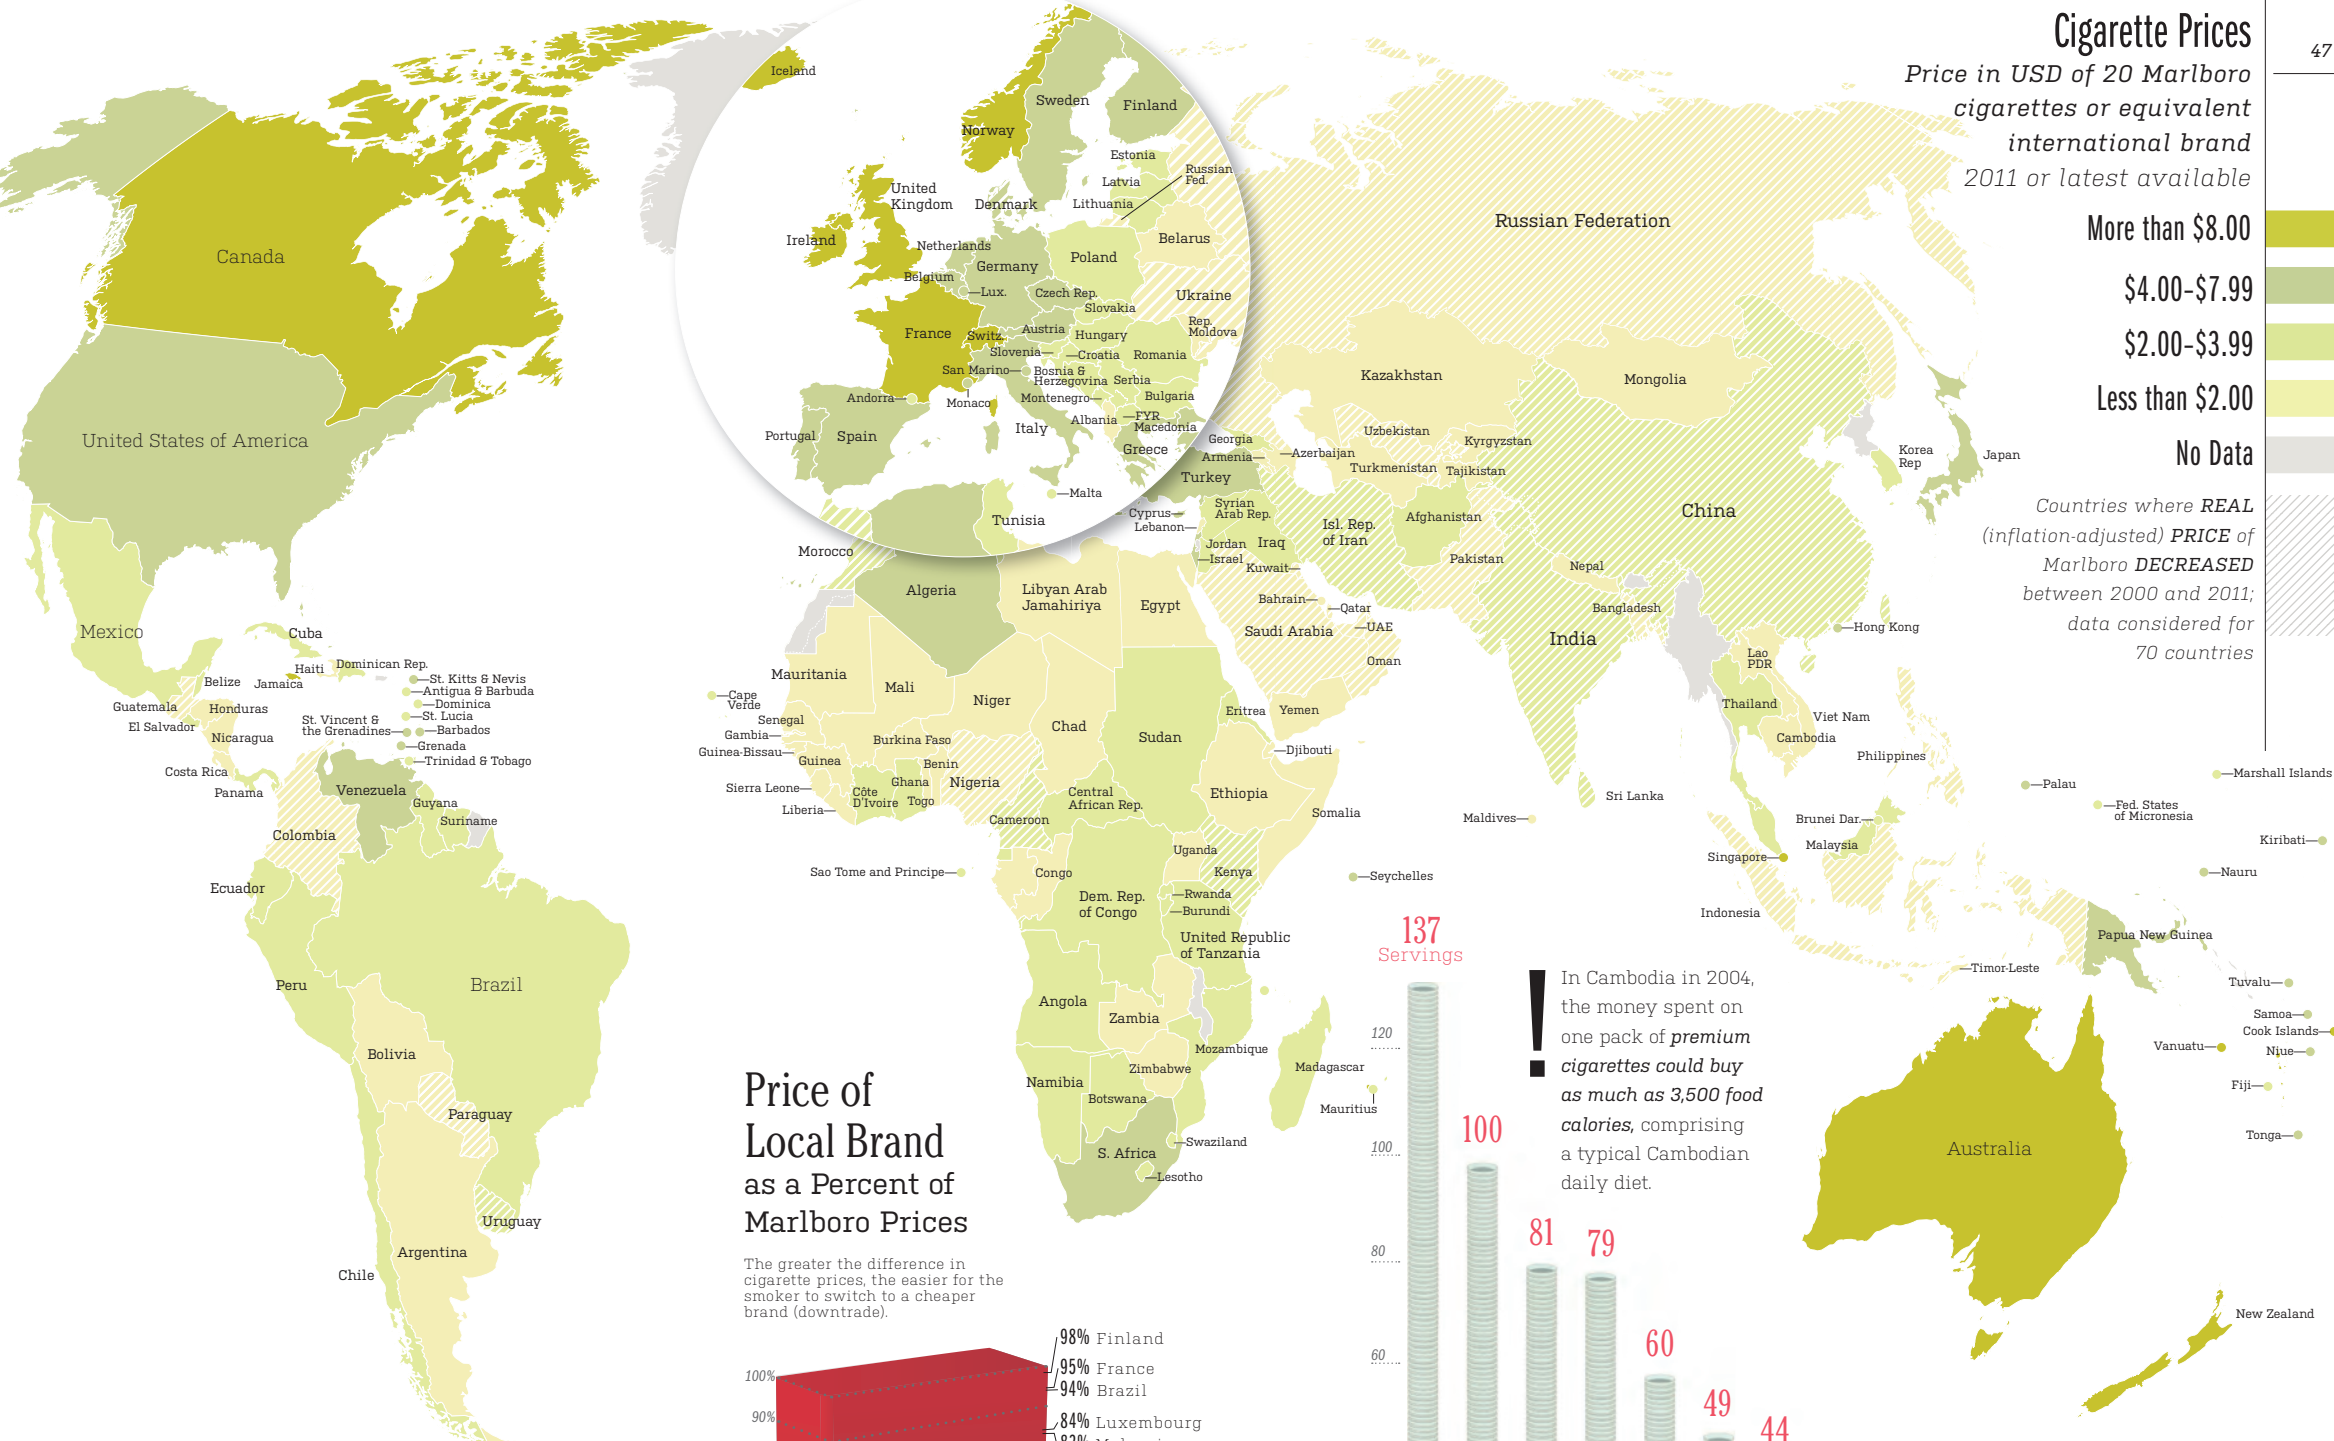 Cigarette Prices
47
Price in USD of 20 Marlboro
cigarettes or equivalent
international brand
2011 or latest available
More than $8.00
$4.00–$7.99
$2.00–$3.99
Less than $2.00
No Data
Countries where REAL
(inflation-adjusted) PRICE of
Marlboro DECREASED
between 2000 and 2011;
data considered for
70 countries
Iceland
Sweden
Finland
Norway
Estonia
Russian
Fed.
Latvia
United
Kingdom
Denmark
Lithuania
Ireland
Netherlands
Belarus
Germany
Poland
Belgium
Lux.
Czech Rep.
Ukraine
Slovakia
France
Switz.
Austria
Hungary
Rep.
Moldova
Slovenia
Croatia
Romania
San Marino
Bosnia &
Herzegovina
Serbia
Andorra
Monaco
Montenegro
Bulgaria
Albania
FYR
Macedonia
Portugal
Spain
Italy
Greece
Malta
Tunisia
Canada
United States of America
Mexico
Cuba
Haiti
Dominican Rep.
Belize
Jamaica
St. Kitts & Nevis
Antigua & Barbuda
Dominica
St. Lucia
Guatemala
Honduras
El Salvador
St. Vincent &
the Grenadines
Barbados
Nicaragua
Grenada
Trinidad & Tobago
Costa Rica
Panama
Venezuela
Guyana
Suriname
Colombia
Ecuador
Peru
Brazil
Bolivia
Paraguay
Uruguay
Argentina
Chile
Russian Federation
Kazakhstan
Mongolia
Uzbekistan
Kyrgyzstan
Georgia
Armenia
Azerbaijan
Turkmenistan
Tajikistan
Turkey
Korea
Rep
Japan
China
Cyprus
Syrian
Arab Rep.
Lebanon
Isl. Rep.
of Iran
Afghanistan
Jordan
Iraq
Israel
Kuwait
Pakistan
Nepal
Bahrain
Qatar
Bangladesh
Saudi Arabia
UAE
India
Hong Kong
Oman
Lao
PDR
Yemen
Thailand
Viet Nam
Cambodia
Philippines
Sri Lanka
Maldives
Brunei Dar.
Malaysia
Singapore
Indonesia
Timor-Leste
Palau
Marshall Islands
Fed. States
of Micronesia
Kiribati
Nauru
Papua New Guinea
Tuvalu
Samoa
Cook Islands
Vanuatu
Niue
Fiji
Tonga
Australia
New Zealand
Morocco
Algeria
Libyan Arab
Jamahiriya
Egypt
Mauritania
Mali
Niger
Cape
Verde
Senegal
Chad
Eritrea
Gambia
Burkina Faso
Sudan
Guinea-Bissau
Guinea
Benin
Djibouti
Sierra Leone
Côte
D'Ivoire
Ghana
Togo
Nigeria
Central
African Rep.
Ethiopia
Liberia
Cameroon
Somalia
Uganda
Sao Tome and Principe
Congo
Kenya
Seychelles
Dem. Rep.
of Congo
Rwanda
Burundi
United Republic
of Tanzania
Angola
Zambia
Mozambique
Namibia
Zimbabwe
Madagascar
Botswana
Mauritius
S. Africa
Swaziland
Lesotho
Price of
Local Brand
as a Percent of
Marlboro Prices
The greater the difference in
cigarette prices, the easier for the
smoker to switch to a cheaper
brand (downtrade).
100%
90%
98% Finland
95% France
94% Brazil
84% Luxembourg
137
Servings
120
100
100
81
79
80
60
60
49
44
!
In Cambodia in 2004,
the money spent on
one pack of premium
cigarettes could buy
as much as 3,500 food
calories, comprising
a typical Cambodian
daily diet.